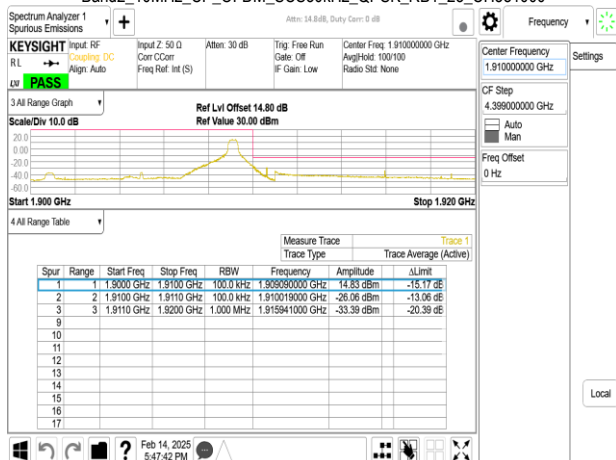 Spectrum Analyzer 1
Spurious Emissions
Attn: 14.8dB, Duty Corr: 0 dB
Frequency
KEYSIGHT
RL
PASS
Input: RF
Coupling: DC
Align: Auto
Input Z: 50 Ω
Corr CCorr
Freq Ref: Int (S)
Atten: 30 dB
Trig: Free Run
Gate: Off
IF Gain: Low
Center Freq: 1.910000000 GHz
Avg|Hold: 100/100
Radio Std: None
Center Frequency
1.910000000 GHz
Settings
CF Step
4.399000000 GHz
Auto
Man
Freq Offset
0 Hz
3 All Range Graph
Scale/Div 10.0 dB
Ref Lvl Offset 14.80 dB
Ref Value 30.00 dBm
20.0
0.00
-20.0
-40.0
-60.0
Start 1.900 GHz
Stop 1.920 GHz
4 All Range Table
Measure Trace Trace 1
Trace Type Trace Average (Active)
Spur Range Start Freq Stop Freq RBW Frequency Amplitude ΔLimit
1 1 1.9000 GHz 1.9100 GHz 100.0 kHz 1.909090000 GHz 14.83 dBm -15.17 dB
2 2 1.9100 GHz 1.9110 GHz 100.0 kHz 1.910019000 GHz -26.06 dBm -13.06 dB
3 3 1.9110 GHz 1.9200 GHz 1.000 MHz 1.915941000 GHz -33.39 dBm -20.39 dB
9
10
11
12
13
14
15
16
17
Local
Feb 14, 2025
5:47:42 PM